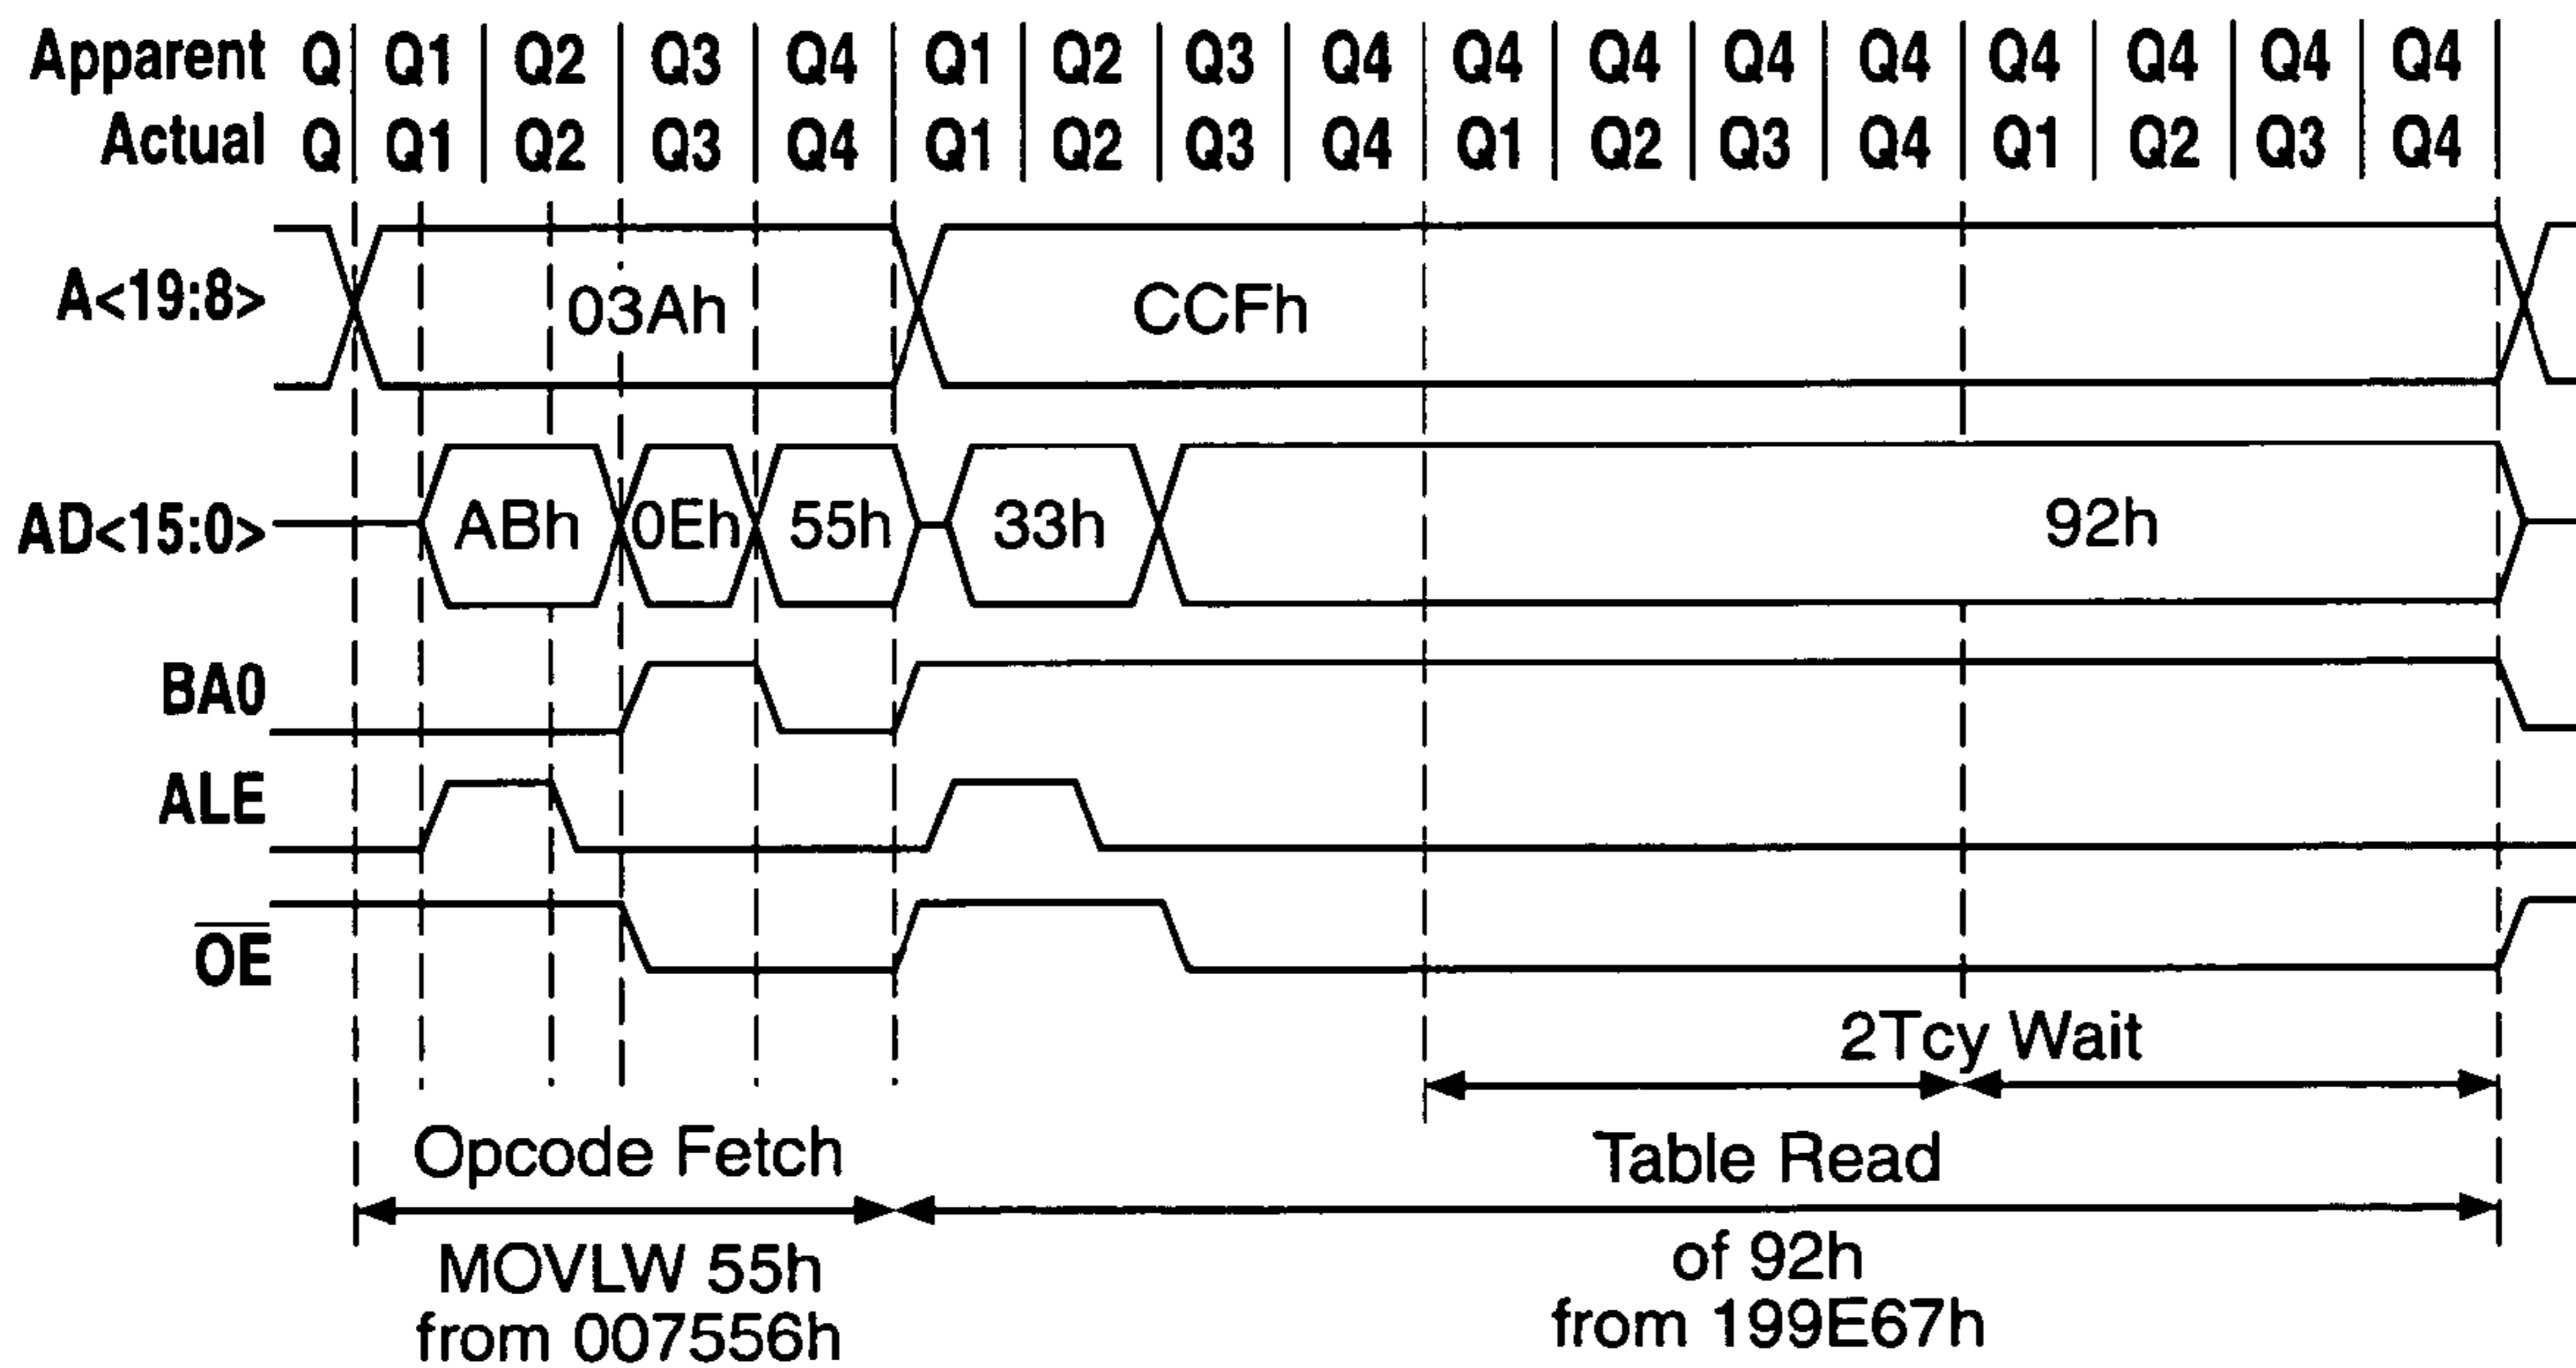 Apparent Q Q1 Q2 Q3 Q4 Q1 Q2 Q3 Q4 Q4 Q4 Q4 Q4 Q4 Q4 Q4 Q4
Actual Q Q1 Q2 Q3 Q4 Q1 Q2 Q3 Q4 Q1 Q2 Q3 Q4 Q1 Q2 Q3 Q4
A<19:8> 03Ah CCFh
AD<15:0> ABh 0Eh 55h 33h 92h
BA0
ALE
OE
2Tcy Wait
Opcode Fetch
Table Read
MOVLW 55h
from 007556h
of 92h
from 199E67h